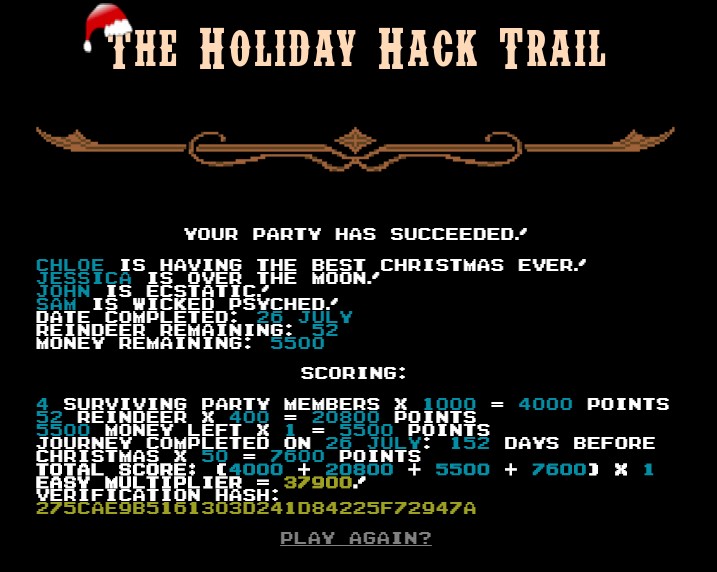 THE HOLIDAY HACK TRAIL
YOUR PARTY HAS SUCCEEDED!
CHLOE IS HAVING THE BEST CHRISTMAS EVER!
JESSICA IS OVER THE MOON!
JOHN IS ECSTATIC!
SAM IS WICKED PSYCHED!
DATE COMPLETED: 26 JULY
REINDEER REMAINING: 52
MONEY REMAINING: 5500
SCORING:
4 SURVIVING PARTY MEMBERS X 1000 = 4000 POINTS
52 REINDEER X 400 = 20800 POINTS
5500 MONEY LEFT X 1 = 5500 POINTS
JOURNEY COMPLETED ON 26 JULY: 152 DAYS BEFORE
CHRISTMAS X 50 = 7600 POINTS
TOTAL SCORE: (4000 + 20800 + 5500 + 7600) X 1
EASY MULTIPLIER = 37900!
VERIFICATION HASH:
275CAE9B5161303D241D84225F72947A
PLAY AGAIN?